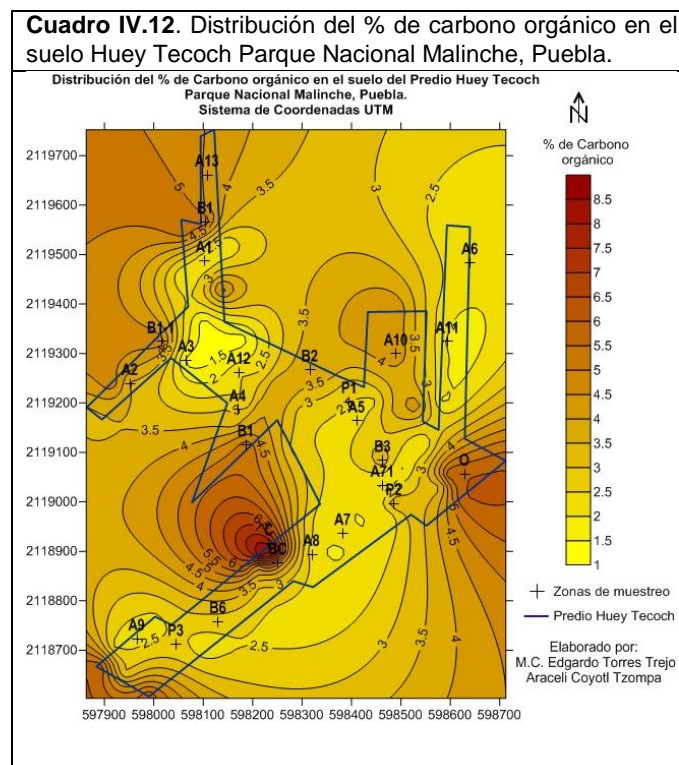 Cuadro IV.12. Distribución del % de carbono orgánico en el
suelo Huey Tecoch Parque Nacional Malinche, Puebla.
Distribución del % de Carbono orgánico en el suelo del Predio Huey Tecoch
Parque Nacional Malinche, Puebla.
Sistema de Coordenadas UTM
N
% de Carbono
orgánico
8.5
8
7.5
7
6.5
6
5.5
5
4.5
4
3.5
3
2.5
2
1.5
1
Zonas de muestreo
Predio Huey Tecoch
Elaborado por:
M.C. Edgardo Torres Trejo
Araceli Coyotl Tzompa
2119700
2119600
2119500
2119400
2119300
2119200
2119100
2119000
2118900
2118800
2118700
597900 598000 598100 598200 598300 598400 598500 598600 598700
A13
B1
A1
A6
B1.1
A3
A12
A2
A4
B2
A10
A11
P1
A5
B1
B3
A71
P2
O
A7
A8
BC
B6
A9
P3